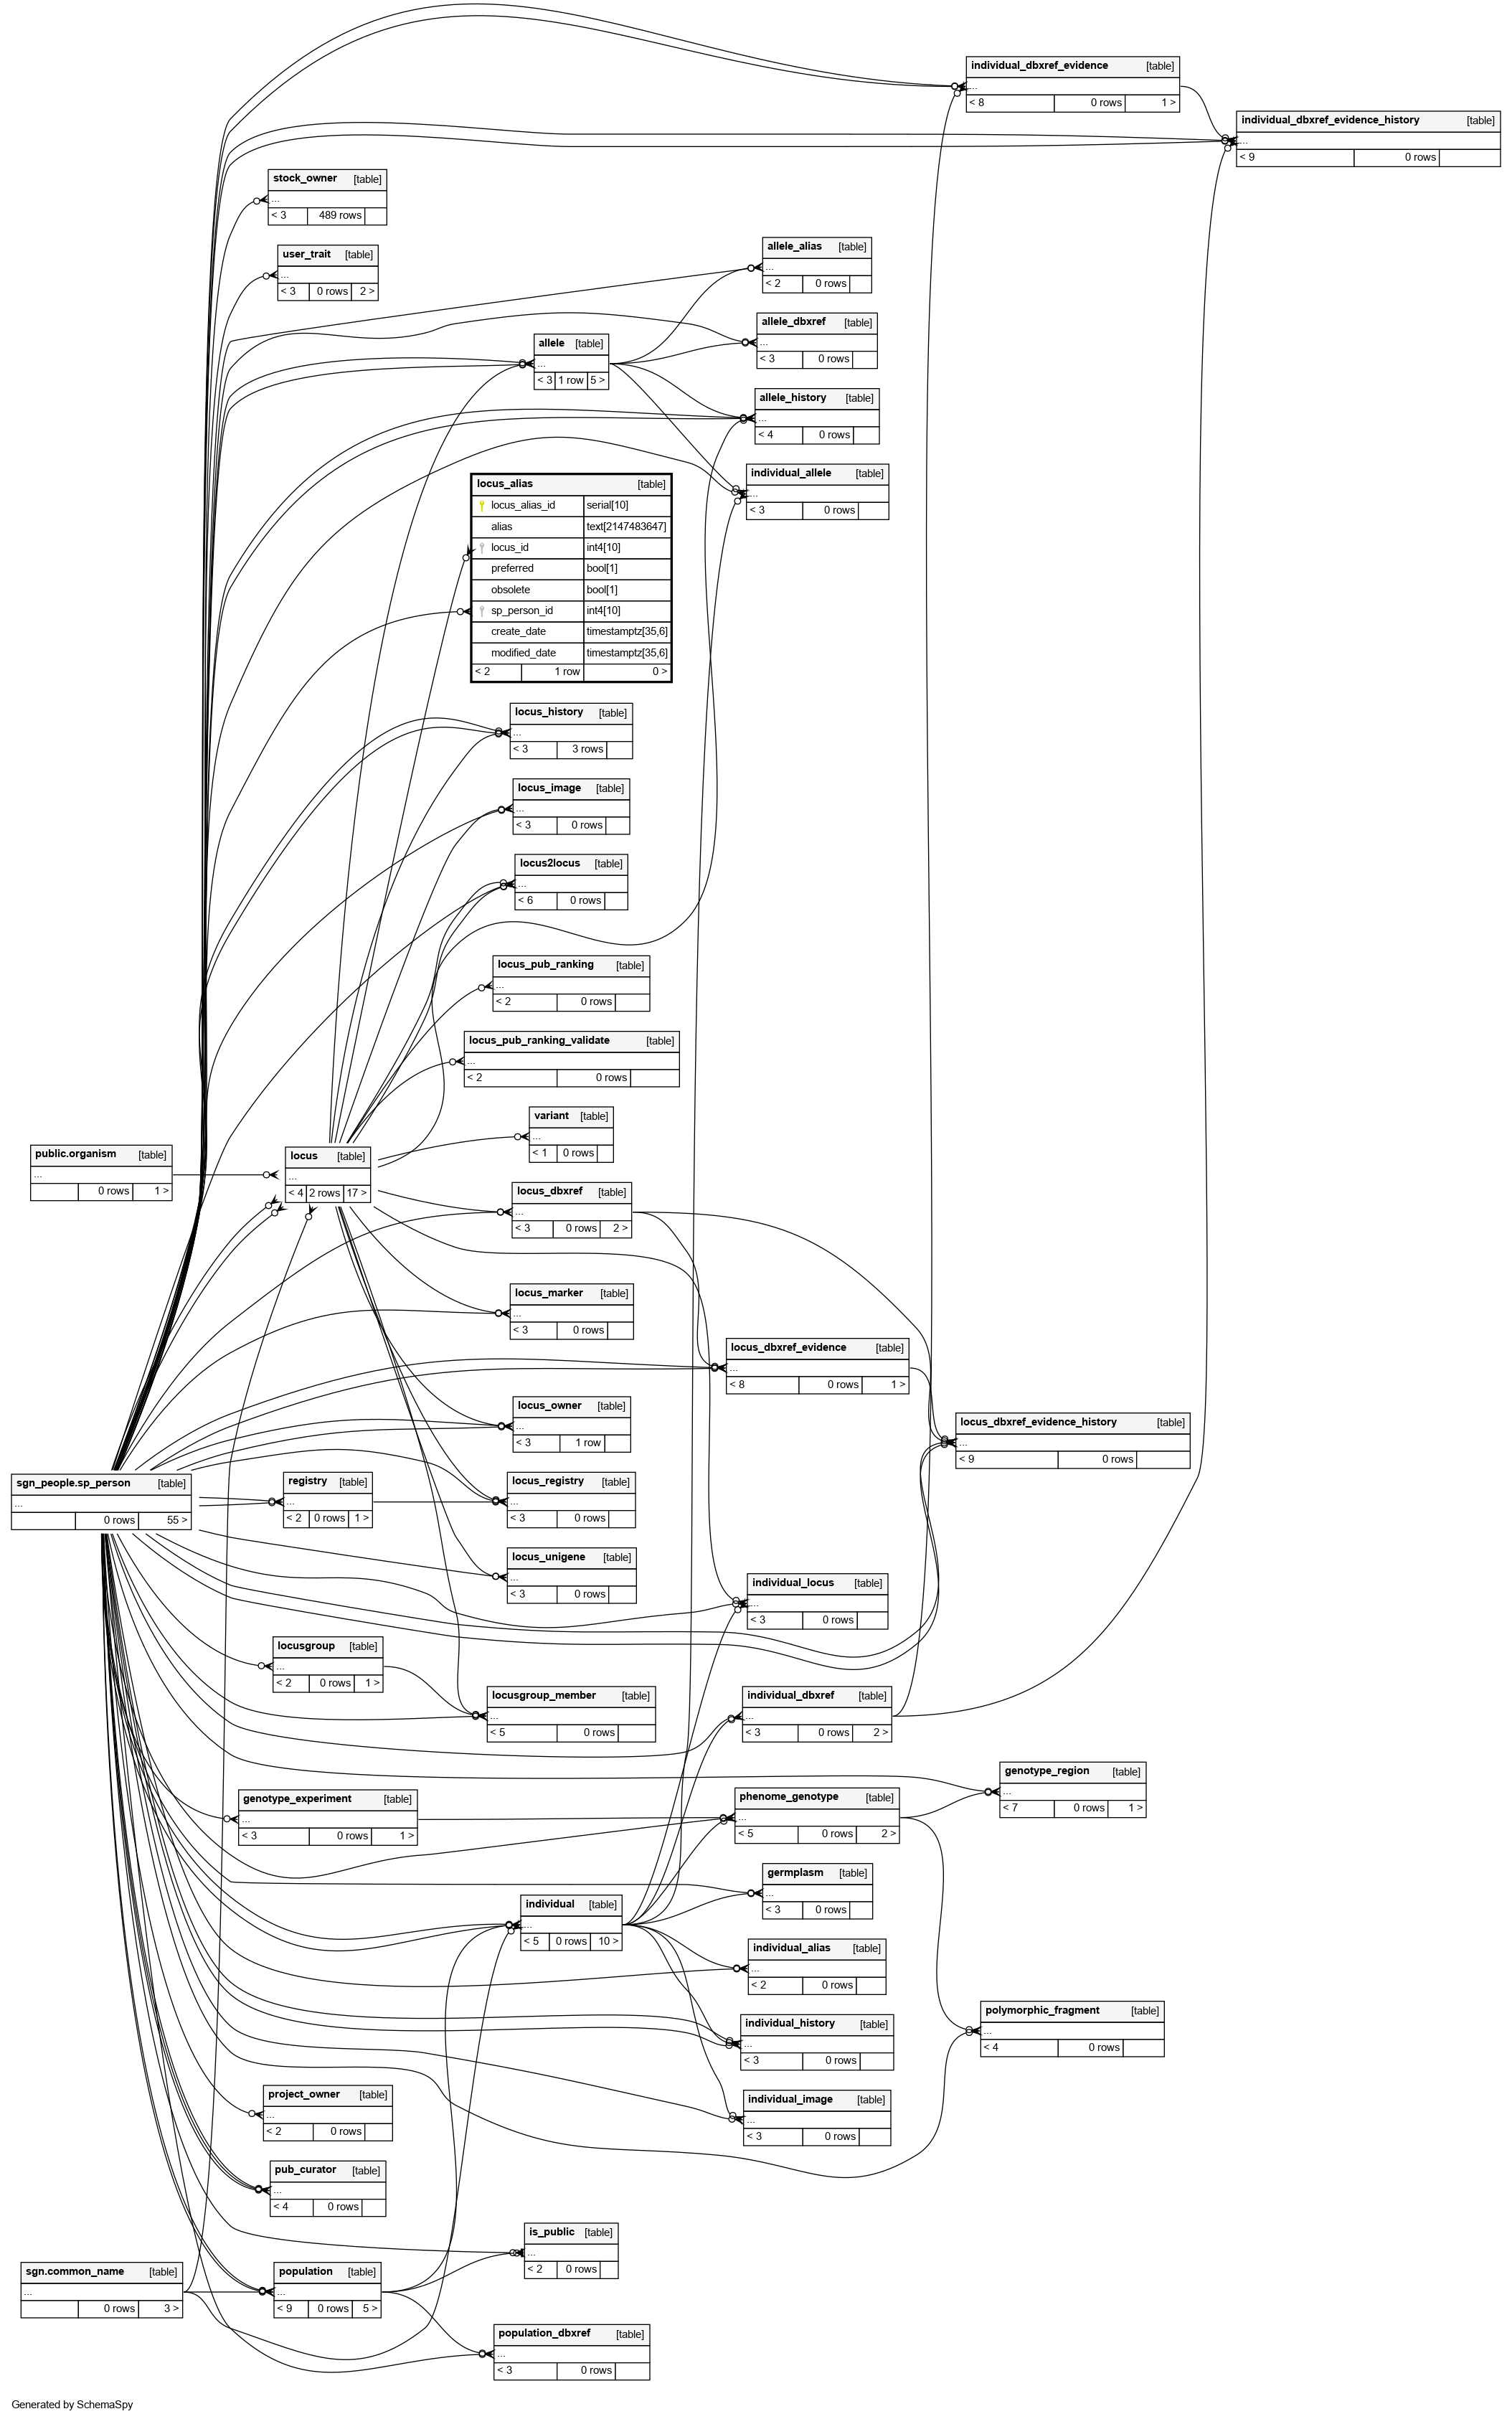 individual_dbxref_evidence [table]
...
< 8 0 rows 1 >
individual_dbxref_evidence_history [table]
...
< 9 0 rows
stock_owner [table]
...
< 3 489 rows
user_trait [table]
...
< 3 0 rows 2 >
allele_alias [table]
...
< 2 0 rows
allele_dbxref [table]
...
< 3 0 rows
allele [table]
...
< 3 1 row 5 >
allele_history [table]
...
< 4 0 rows
individual_allele [table]
...
< 3 0 rows
locus_alias [table]
locus_alias_id serial[10]
alias text[2147483647]
locus_id int4[10]
preferred bool[1]
obsolete bool[1]
sp_person_id int4[10]
create_date timestamptz[35,6]
modified_date timestamptz[35,6]
< 2 1 row 0 >
locus_history [table]
...
< 3 3 rows
locus_image [table]
...
< 3 0 rows
locus2locus [table]
...
< 6 0 rows
locus_pub_ranking [table]
...
< 2 0 rows
locus_pub_ranking_validate [table]
...
< 2 0 rows
variant [table]
...
< 1 0 rows
public.organism [table]
...
0 rows 1 >
locus [table]
...
< 4 2 rows 17 >
locus_dbxref [table]
...
< 3 0 rows 2 >
locus_marker [table]
...
< 3 0 rows
locus_dbxref_evidence [table]
...
< 8 0 rows 1 >
locus_owner [table]
...
< 3 1 row
locus_dbxref_evidence_history [table]
...
< 9 0 rows
sgn_people.sp_person [table]
...
0 rows 55 >
registry [table]
...
< 2 0 rows 1 >
locus_registry [table]
...
< 3 0 rows
locus_unigene [table]
...
< 3 0 rows
individual_locus [table]
...
< 3 0 rows
locusgroup [table]
...
< 2 0 rows 1 >
locusgroup_member [table]
...
< 5 0 rows
individual_dbxref [table]
...
< 3 0 rows 2 >
genotype_region [table]
...
< 7 0 rows 1 >
genotype_experiment [table]
...
< 3 0 rows 1 >
phenome_genotype [table]
...
< 5 0 rows 2 >
germplasm [table]
...
< 3 0 rows
individual [table]
...
< 5 0 rows 10 >
individual_alias [table]
...
< 2 0 rows
polymorphic_fragment [table]
...
< 4 0 rows
individual_history [table]
...
< 3 0 rows
project_owner [table]
...
< 2 0 rows
individual_image [table]
...
< 3 0 rows
pub_curator [table]
...
< 4 0 rows
is_public [table]
...
< 2 0 rows
sgn.common_name [table]
...
0 rows 3 >
population [table]
...
< 9 0 rows 5 >
population_dbxref [table]
...
< 3 0 rows
Generated by SchemaSpy